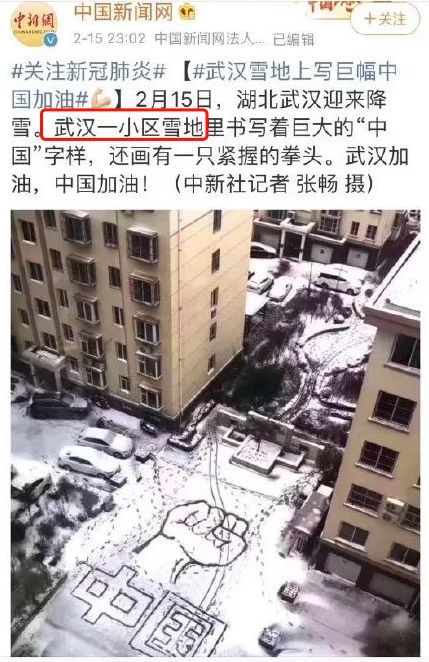 中新網
CHINANEWS.COM
中国新闻网
+关注
2-15 23:02 中国新闻网法人... 已编辑
#关注新冠肺炎# 【#武汉雪地上写巨幅中
国加油#💪】2月15日，湖北武汉迎来降
雪。武汉一小区雪地里书写着巨大的“中
国”字样，还画有一只紧握的拳头。武汉加
油，中国加油！（中新社记者 张畅 摄）
中国